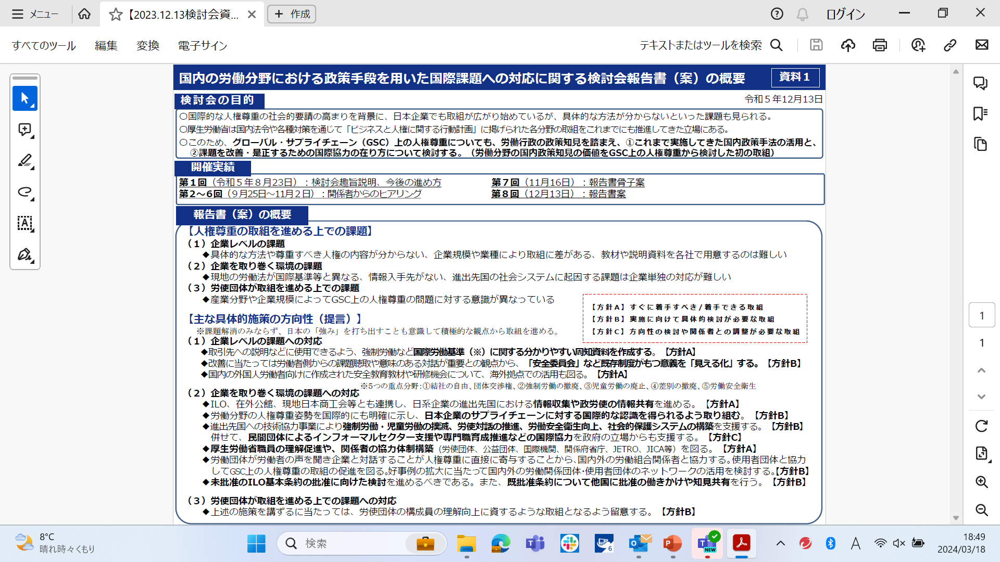 メニュー
【2023.12.13検討会資...
作成
ログイン
すべてのツール
編集
変換
電子サイン
テキストまたはツールを検索
国内の労働分野における政策手段を用いた国際課題への対応に関する検討会報告書（案）の概要
資料１
令和５年12月13日
検討会の目的
〇国際的な人権尊重の社会的要請の高まりを背景に、日本企業でも取組が広がり始めているが、具体的な方法が分からないといった課題も見られる。
〇厚生労働省は国内法令や各種対策を通じて「ビジネスと人権に関する行動計画」に掲げられた各分野の取組をこれまでにも推進してきた立場にある。
〇このため、グローバル・サプライチェーン（GSC）上の人権尊重についても、労働行政の政策知見を踏まえ、①これまで実施してきた国内政策手法の活用と、
②課題を改善・是正するための国際協力の在り方について検討する。（労働分野の国内政策知見の価値をGSC上の人権尊重から検討した初の取組）
開催実績
第１回（令和５年８月23日）：検討会趣旨説明、今後の進め方
第２～６回（９月25日～11月２日）：関係者からのヒアリング
第７回（11月16日）：報告書骨子案
第８回（12月13日）：報告書案
報告書（案）の概要
【人権尊重の取組を進める上での課題】
（１）企業レベルの課題
◆具体的な方法や尊重すべき人権の内容が分からない、企業規模や業種により取組に差がある、教材や説明資料を各社で用意するのは難しい
（２）企業を取り巻く環境の課題
◆現地の労働法が国際基準等と異なる、情報入手先がない、進出先国の社会システムに起因する課題は企業単独の対応が難しい
（３）労使団体が取組を進める上での課題
◆産業分野や企業規模によってGSC上の人権尊重の問題に対する意識が異なっている
【方針Ａ】すぐに着手すべき/着手できる取組
【方針Ｂ】実施に向けて具体的検討が必要な取組
【方針Ｃ】方向性の検討や関係者との調整が必要な取組
【主な具体的施策の方向性（提言）】
※課題解消のみならず、日本の「強み」を打ち出すことも意識して積極的な観点から取組を進める。
（１）企業レベルの課題への対応
◆取引先への説明などに使用できるよう、強制労働など国際労働基準（※）に関する分かりやすい周知資料を作成する。【方針A】
◆改善に当たっては労働者側からの課題聴取や意味のある対話が重要との観点から、「安全委員会」など既存制度がもつ意義を「見える化」する。【方針B】
◆国内の外国人労働者向けに作成された安全教育教材や研修機会について、海外拠点での活用も図る。【方針A】
※5つの重点分野：①結社の自由、団体交渉権、②強制労働の撤廃、③児童労働の廃止、④差別の撤廃、⑤労働安全衛生
（２）企業を取り巻く環境の課題への対応
◆ILO、在外公館、現地日本商工会等とも連携し、日系企業の進出先国における情報収集や政労使の情報共有を進める。【方針A】
◆労働分野の人権尊重姿勢を国際的にも明確に示し、日本企業のサプライチェーンに対する国際的な認識を得られるよう取り組む。【方針B】
◆進出先国への技術協力事業により強制労働・児童労働の撲滅、労使対話の推進、労働安全衛生向上、社会的保護システムの構築を支援する。【方針B】
併せて、民間団体によるインフォーマルセクター支援や専門職育成推進などの国際協力を政府の立場からも支援する。【方針C】
◆厚生労働省職員の理解促進や、関係者の協力体制構築（労使団体、公益団体、国際機関、関係府省庁、JETRO、JICA等）を図る。【方針A】
◆労働団体が労働者の声を聞き企業と対話することが人権尊重に直接に寄与することから、国内外の労働組合関係者と協力する。使用者団体と協力
してGSC上の人権尊重の取組の促進を図る。好事例の拡大に当たって国内外の労働関係団体・使用者団体のネットワークの活用を検討する。【方針B】
◆未批准のILO基本条約の批准に向けた検討を進めるべきである。また、既批准条約について他国に批准の働きかけや知見共有を行う。【方針B】
（３）労使団体が取組を進める上での課題への対応
◆上述の施策を講ずるに当たっては、労使団体の構成員の理解向上に資するような取組となるよう留意する。【方針B】
1
1
8°C
晴れ時々くもり
検索
6
NEW
A
18:49
2024/03/18